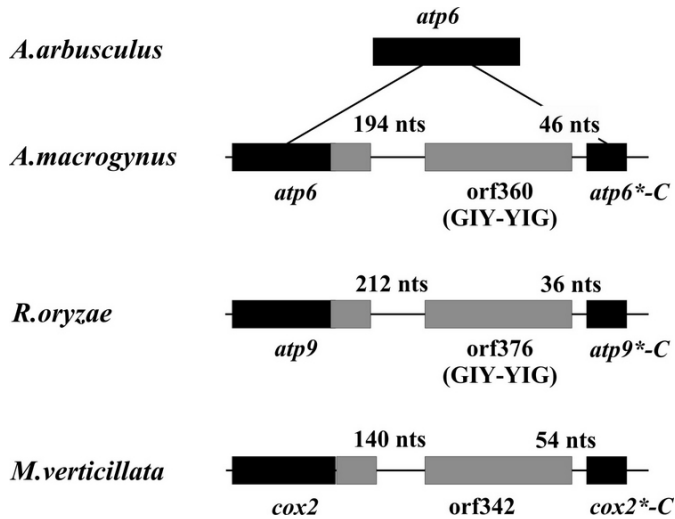 atp6
A.arbusculus
194 nts 46 nts
A.macrogynus
atp6 orf360 atp6*-C
(GIY-YIG)
212 nts 36 nts
R.oryzae
atp9 orf376 atp9*-C
(GIY-YIG)
140 nts 54 nts
M.verticillata
cox2 orf342 cox2*-C